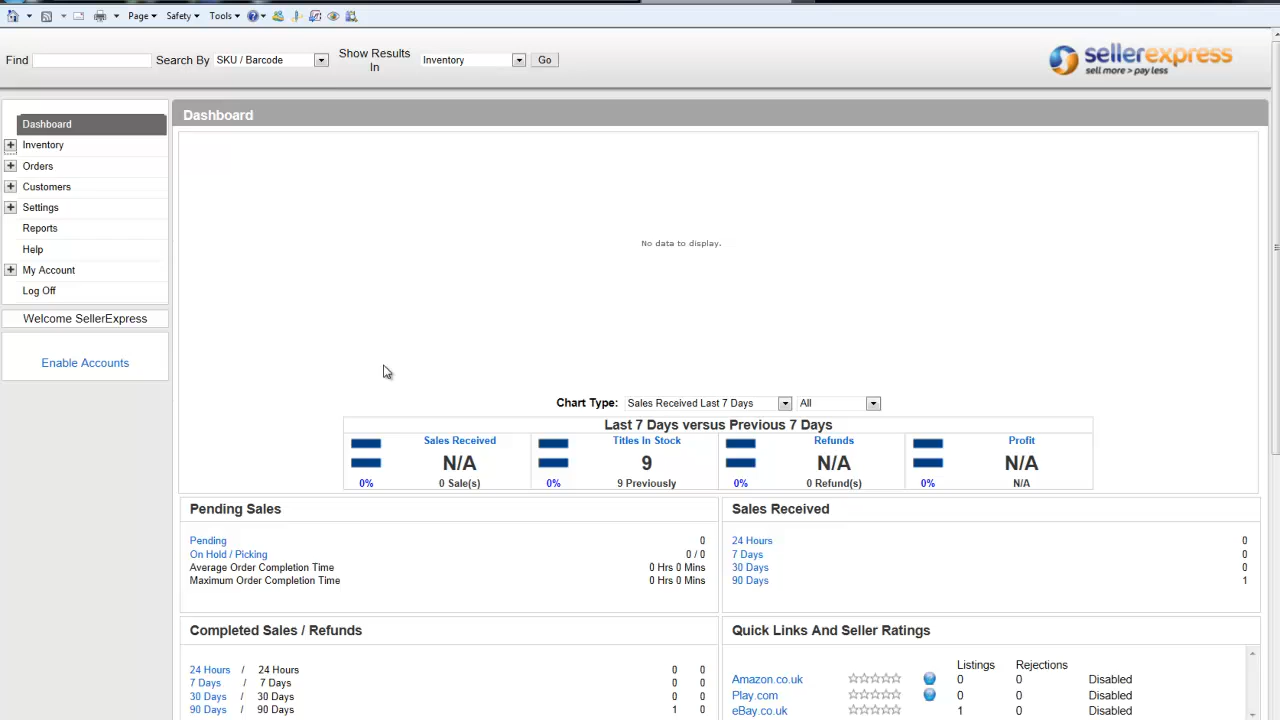 Page Safety Tools
Find Search By SKU / Barcode Show Results In Inventory Go
sellerexpress
sell more > pay less
Dashboard
Inventory
Orders
Customers
Settings
Reports
Help
My Account
Log Off
Welcome SellerExpress
Enable Accounts
Dashboard
No data to display.
Chart Type: Sales Received Last 7 Days All
Last 7 Days versus Previous 7 Days
Sales Received Titles In Stock Refunds Profit
N/A 9 N/A N/A
0% 0 Sale(s) 0% 9 Previously 0% 0 Refund(s) 0% N/A
Pending Sales
Pending 0
On Hold / Picking 0 / 0
Average Order Completion Time 0 Hrs 0 Mins
Maximum Order Completion Time 0 Hrs 0 Mins
Sales Received
24 Hours 0
7 Days 0
30 Days 0
90 Days 1
Completed Sales / Refunds
24 Hours / 24 Hours 0 0
7 Days / 7 Days 0 0
30 Days / 30 Days 0 0
90 Days / 90 Days 1 0
Quick Links And Seller Ratings
Listings Rejections
Amazon.co.uk 0 0 Disabled
Play.com 0 0 Disabled
eBay.co.uk 1 0 Disabled